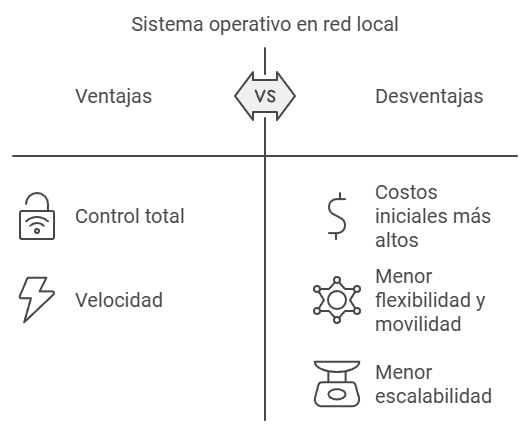 Sistema operativo en red local
Ventajas
VS
Desventajas
Control total
Velocidad
Costos
iniciales más
altos
Menor
flexibilidad y
movilidad
Menor
escalabilidad